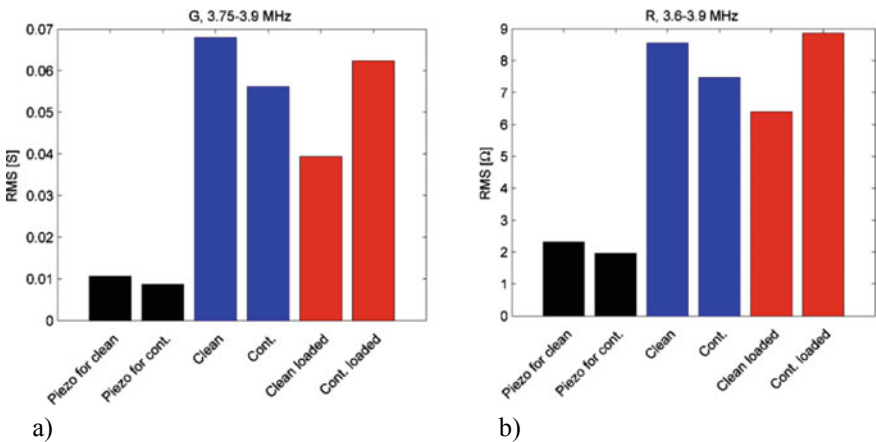 G, 3.75-3.9 MHz
0.07
0.06
0.05
0.04
0.03
0.02
0.01
0
RMS [S]
Piezo for clean
Piezo for cont.
Clean
Cont.
Clean loaded
Cont. loaded
a)
R, 3.6-3.9 MHz
9
8
7
6
5
4
3
2
1
0
RMS [Ω]
Piezo for clean
Piezo for cont.
Clean
Cont.
Clean loaded
Cont. loaded
b)